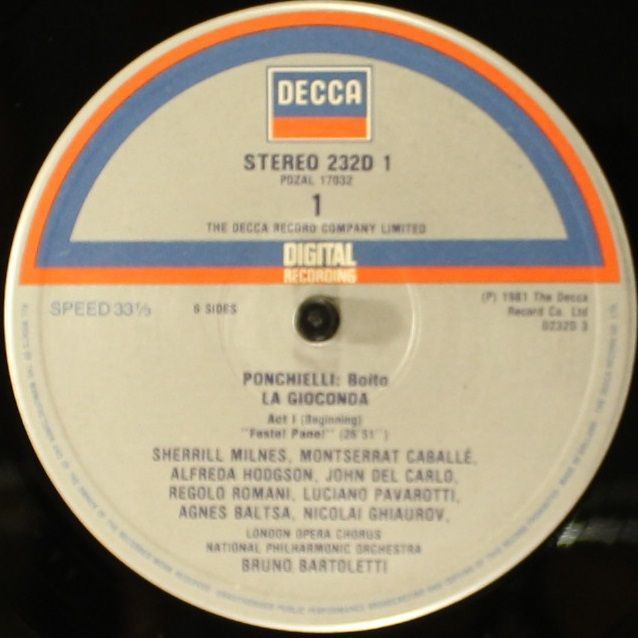 DECCA
STEREO 232D 1
PDZAL 17032
1
THE DECCA RECORD COMPANY LIMITED
DIGITAL
RECORDING
SPEED 33⅓
6 SIDES
(P) 1981 The Decca
Record Co. Ltd
D232D 3
PONCHIELLI: Boito
LA GIOCONDA
Act I (Beginning)
"Feste! Pane!" (26'51")
SHERRILL MILNES, MONTSERRAT CABALLÉ,
ALFREDA HODGSON, JOHN DEL CARLO,
REGOLO ROMANI, LUCIANO PAVAROTTI,
AGNES BALTSA, NICOLAI GHIAUROV,
LONDON OPERA CHORUS
NATIONAL PHILHARMONIC ORCHESTRA
BRUNO BARTOLETTI